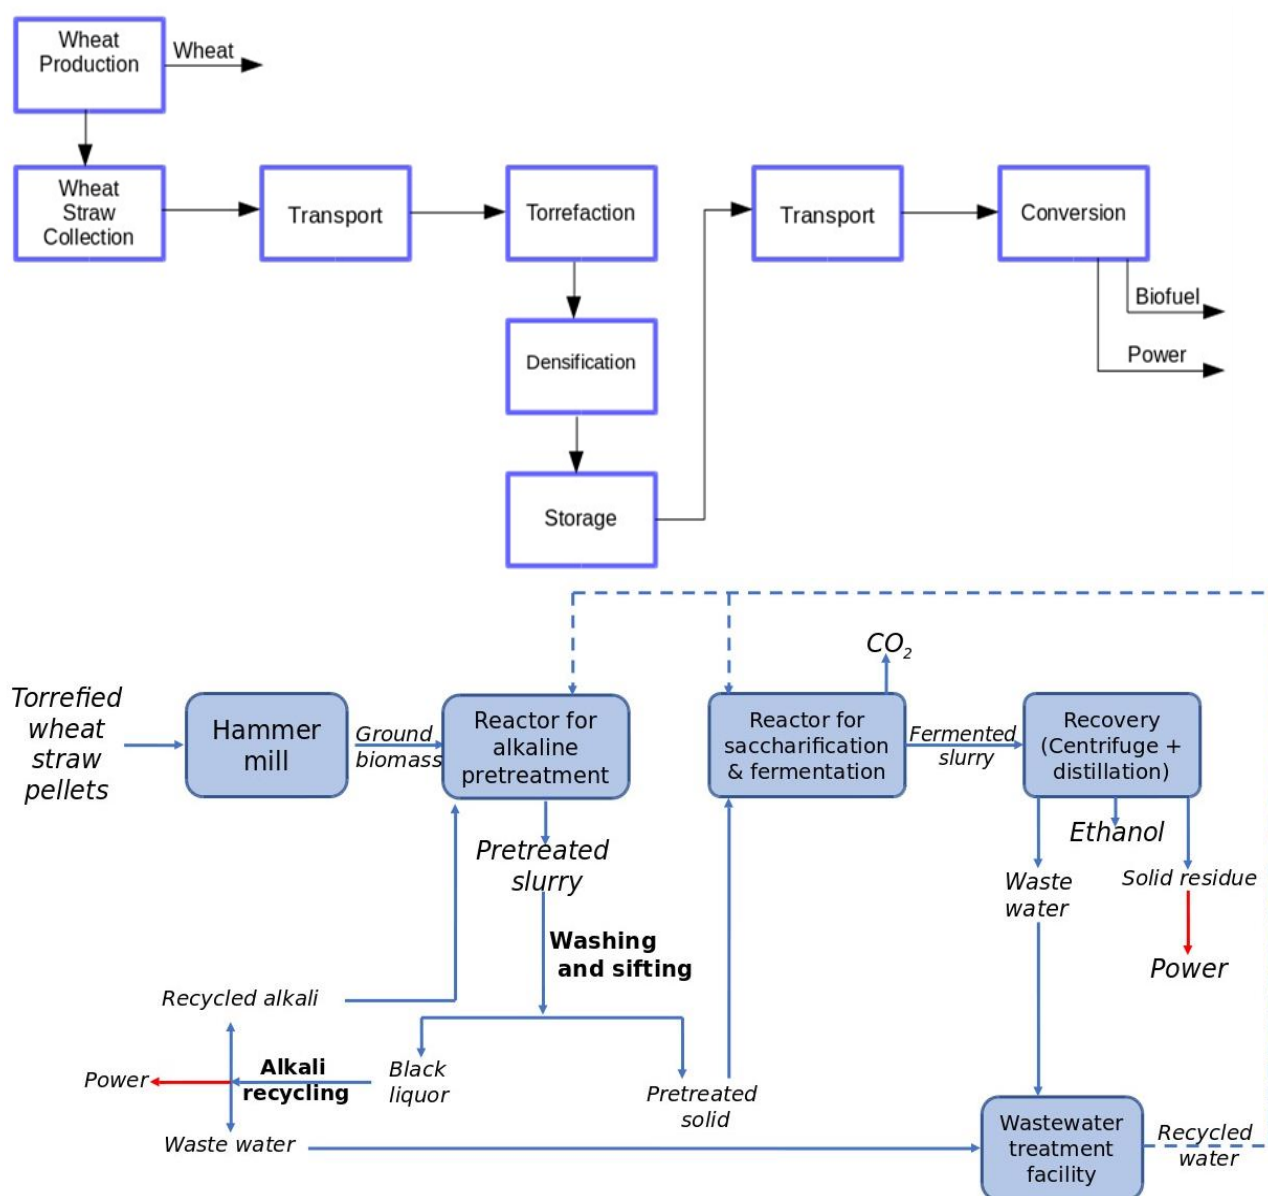 Wheat
Production
Wheat
Wheat
Straw
Collection
Transport
Torrefaction
Transport
Conversion
Biofuel
Power
Densification
Storage
CO2
Torrefied
wheat
straw
pellets
Hammer
mill
Ground
biomass
Reactor for
alkaline
pretreatment
Reactor for
saccharification
& fermentation
Fermented
slurry
Recovery
(Centrifuge +
distillation)
Pretreated
slurry
Ethanol
Waste
water
Solid residue
Power
Washing
and sifting
Recycled alkali
Power
Alkali
recycling
Black
liquor
Pretreated
solid
Waste water
Wastewater
treatment
facility
Recycled
water